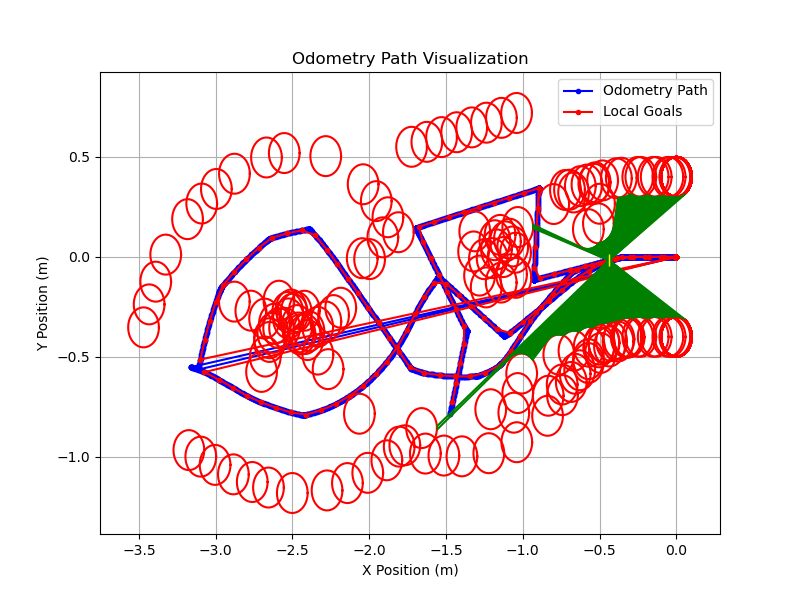 Odometry Path Visualization
Odometry Path
Local Goals
Y Position (m)
0.5
0.0
−0.5
−1.0
−3.5 −3.0 −2.5 −2.0 −1.5 −1.0 −0.5 0.0
X Position (m)